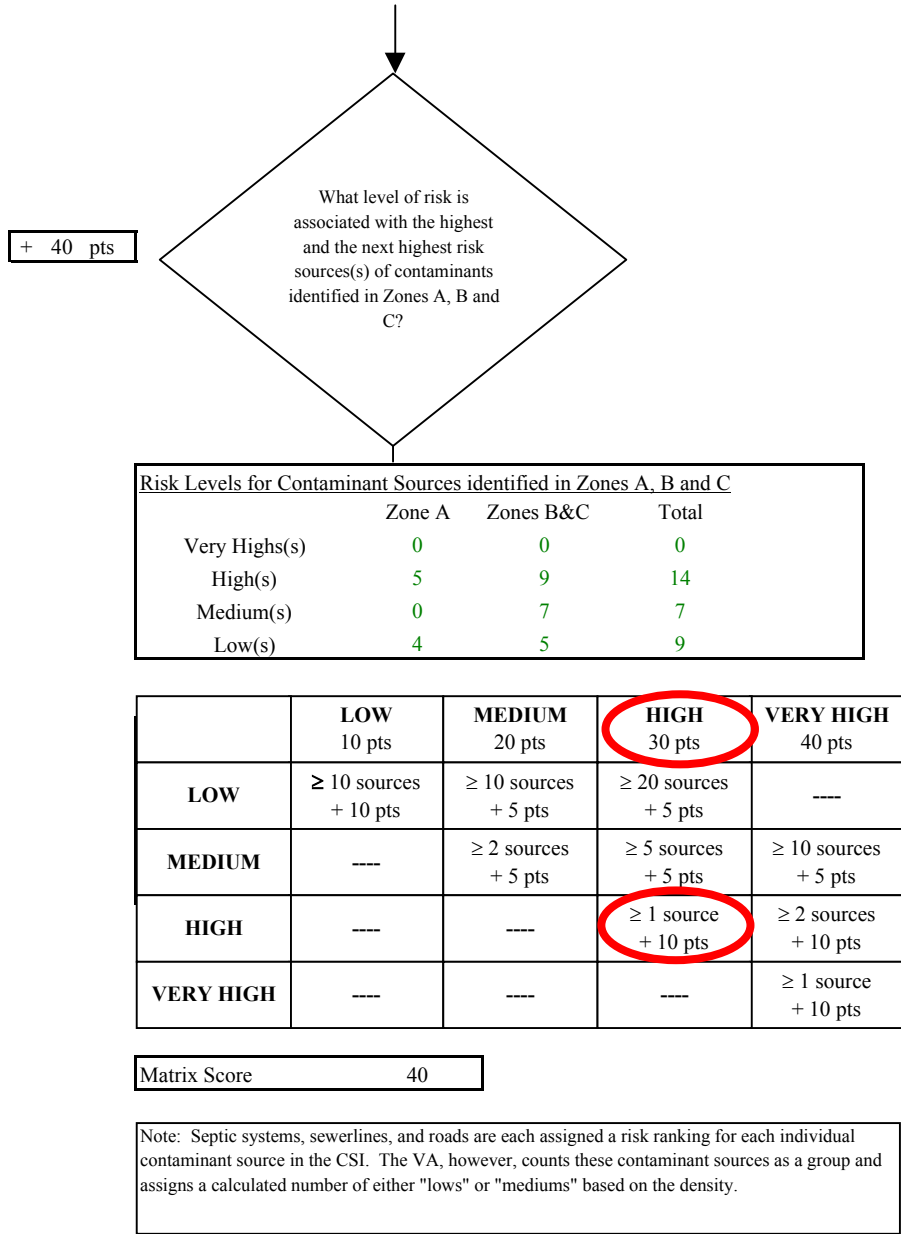 What level of risk is
associated with the highest
and the next highest risk
sources(s) of contaminants
identified in Zones A, B and
C?
+ 40 pts
Risk Levels for Contaminant Sources identified in Zones A, B and C
Zone A Zones B&C Total
Very Highs(s) 0 0 0
High(s) 5 9 14
Medium(s) 0 7 7
Low(s) 4 5 9
LOW MEDIUM HIGH VERY HIGH
10 pts 20 pts 30 pts 40 pts
LOW ≥ 10 sources ≥ 10 sources ≥ 20 sources ----
+ 10 pts + 5 pts + 5 pts
MEDIUM ---- ≥ 2 sources ≥ 5 sources ≥ 10 sources
+ 5 pts + 5 pts + 5 pts
HIGH ---- ---- ≥ 1 source ≥ 2 sources
+ 10 pts + 10 pts
VERY HIGH ---- ---- ---- ≥ 1 source
+ 10 pts
Matrix Score 40
Note: Septic systems, sewerlines, and roads are each assigned a risk ranking for each individual
contaminant source in the CSI. The VA, however, counts these contaminant sources as a group and
assigns a calculated number of either "lows" or "mediums" based on the density.